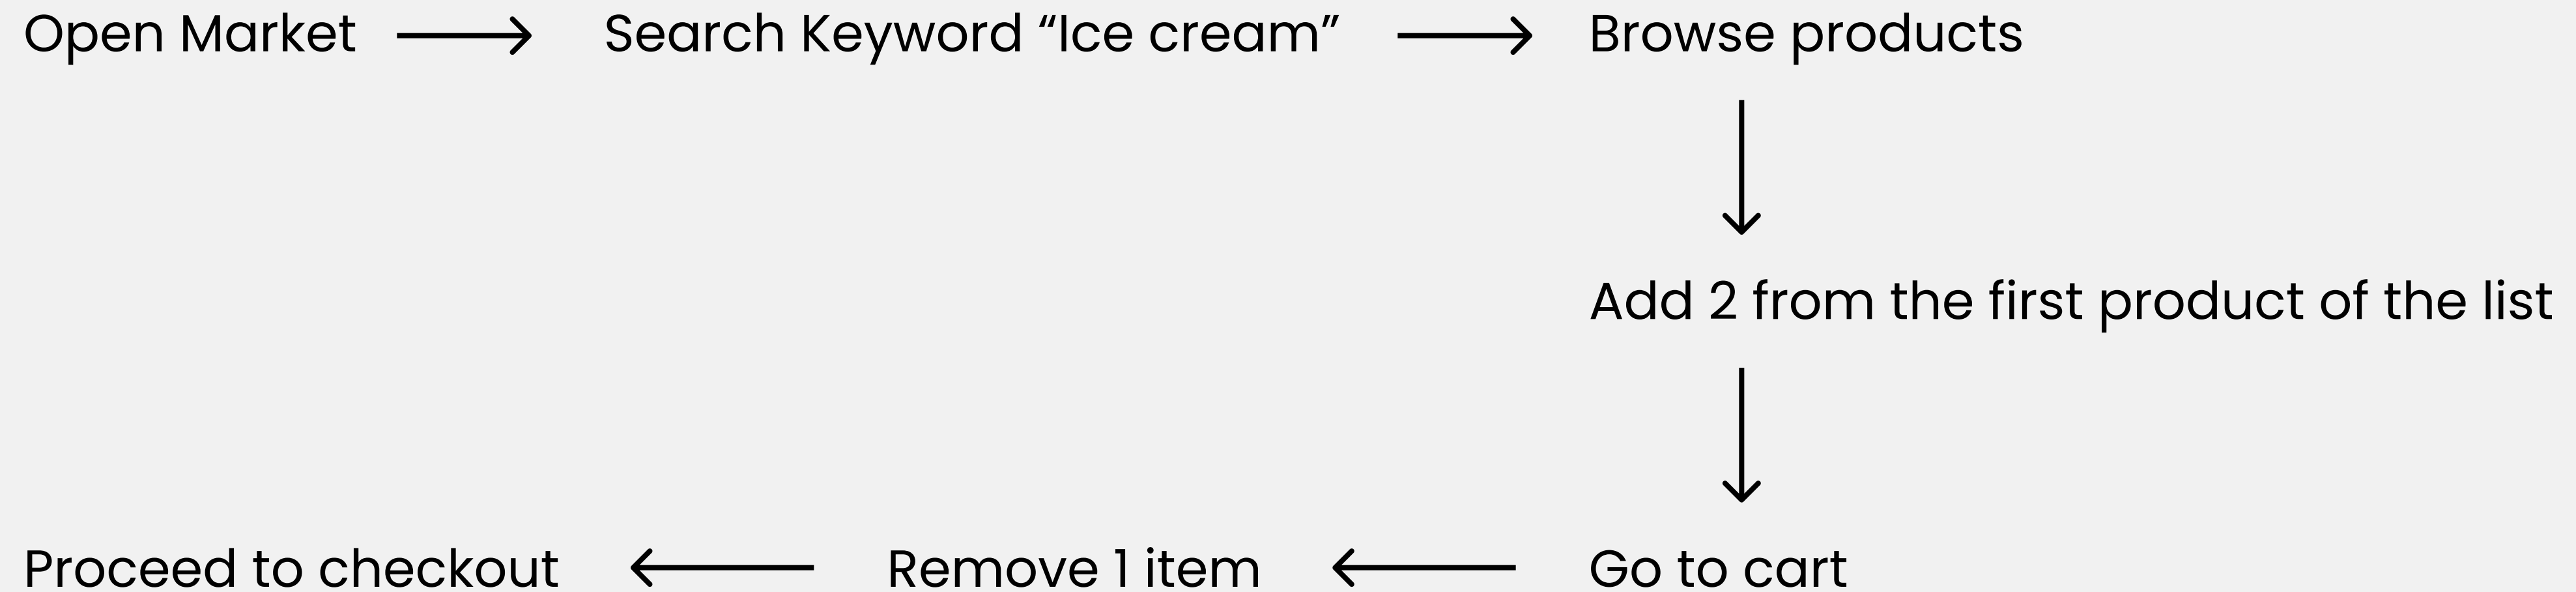 Open Market
Search Keyword “Ice cream”
Browse products
Add 2 from the first product of the list
Go to cart
Remove 1 item
Proceed to checkout